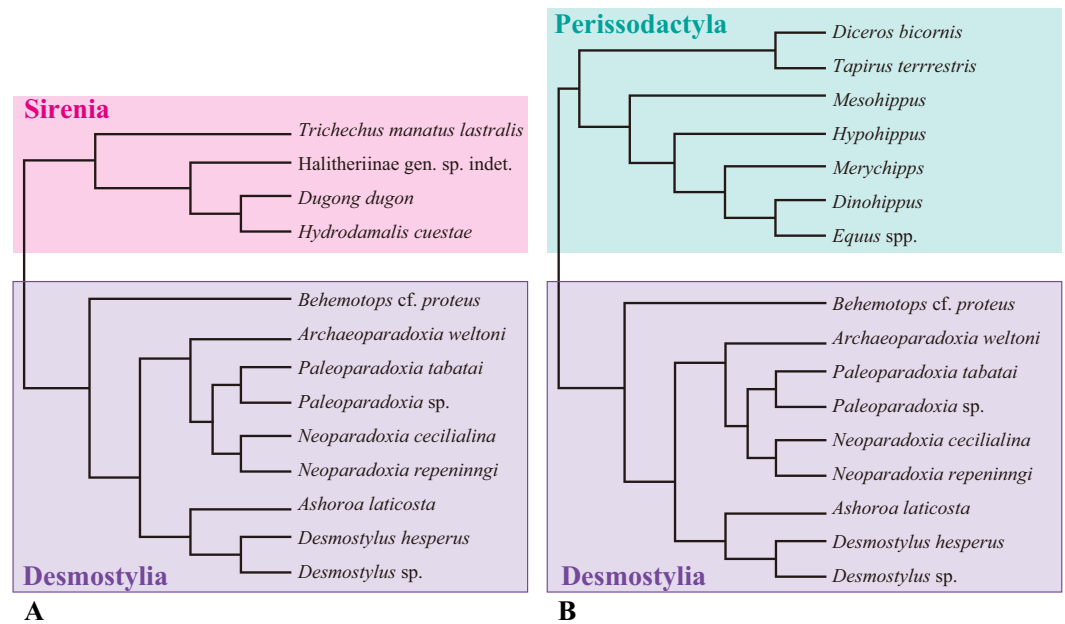 Sirenia
Trichechus manatus lastralis
Halitheriinae gen. sp. indet.
Dugong dugon
Hydrodamalis cuestae
Behemotops cf. proteus
Archaeoparadoxia weltoni
Paleoparadoxia tabatai
Paleoparadoxia sp.
Neoparadoxia cecilialina
Neoparadoxia repeninngi
Ashoroa laticosta
Desmostylus hesperus
Desmostylus sp.
Desmostylia
A
Perissodactyla
Diceros bicornis
Tapirus terrrestris
Mesohippus
Hypohippus
Merychipps
Dinohippus
Equus spp.
Behemotops cf. proteus
Archaeoparadoxia weltoni
Paleoparadoxia tabatai
Paleoparadoxia sp.
Neoparadoxia cecilialina
Neoparadoxia repeninngi
Ashoroa laticosta
Desmostylus hesperus
Desmostylus sp.
Desmostylia
B